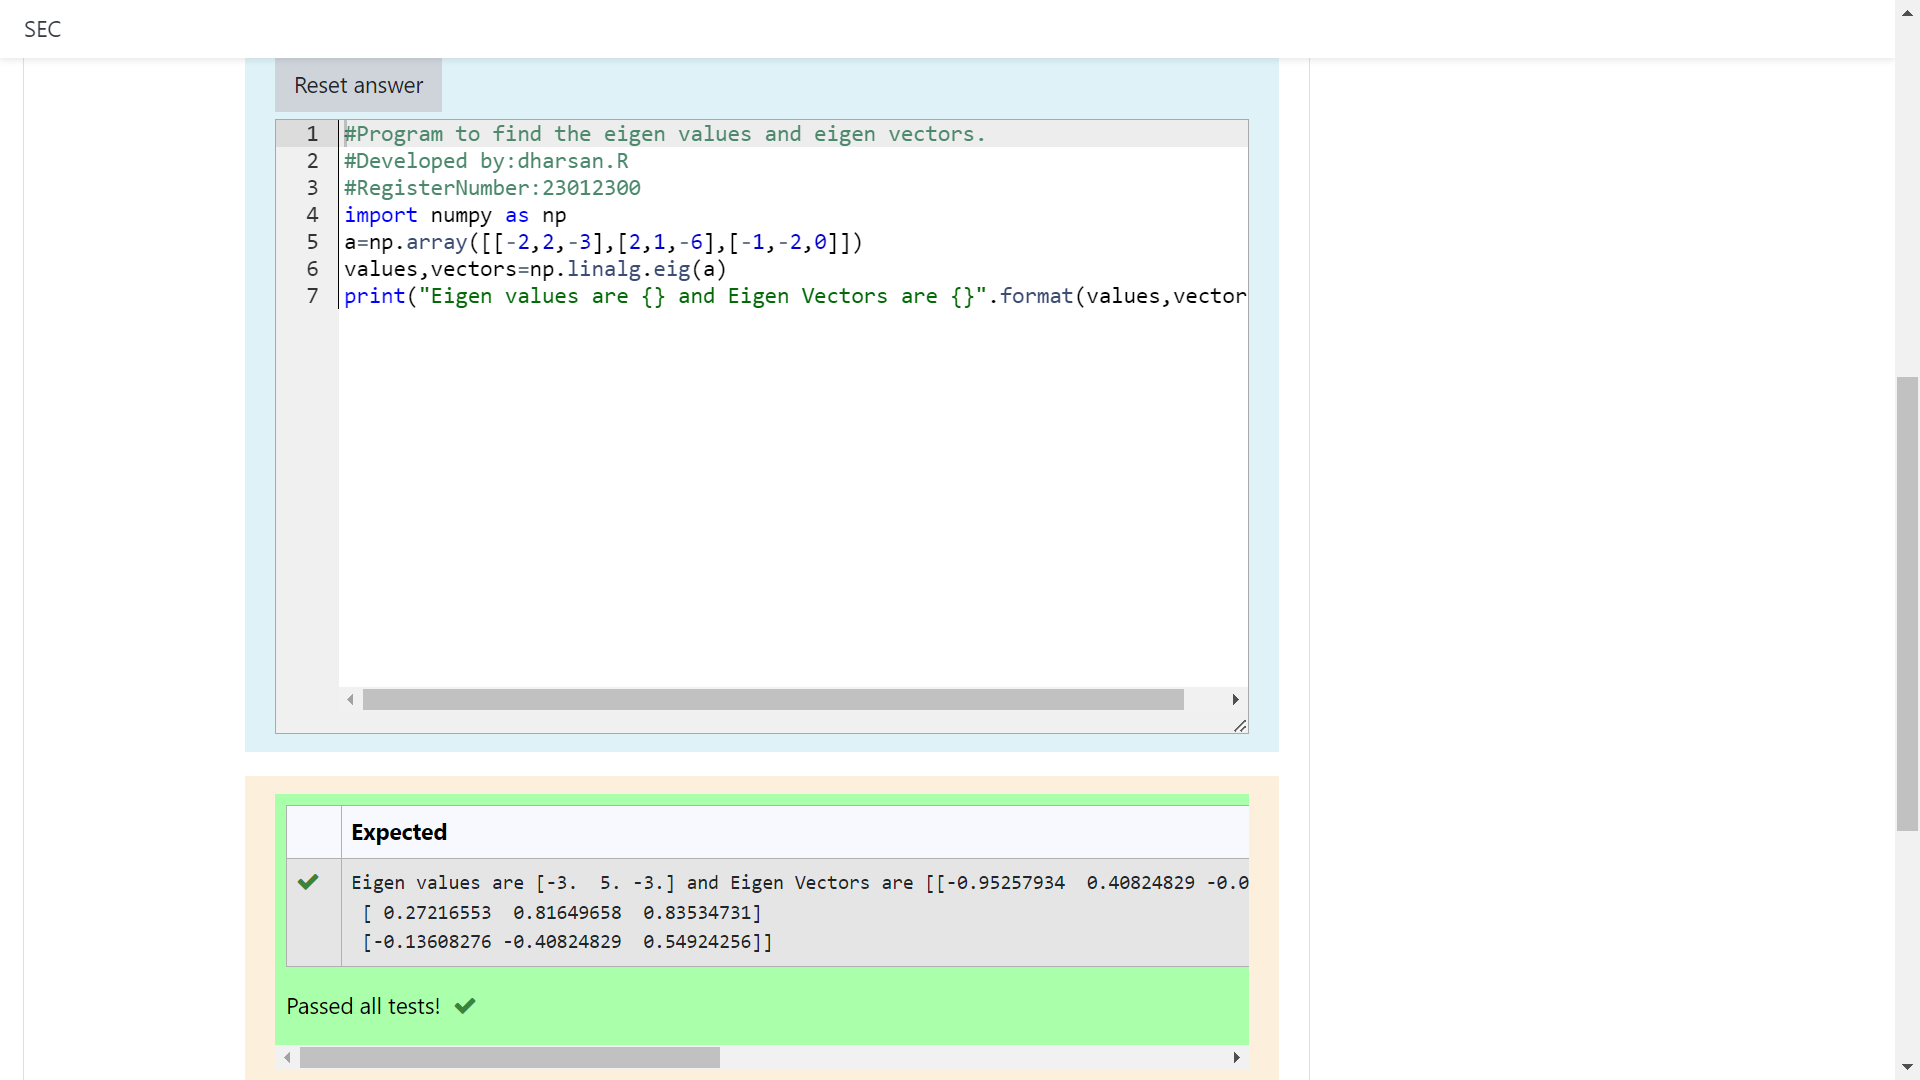 SEC
Reset answer
1 #Program to find the eigen values and eigen vectors.
2 #Developed by:dharsan.R
3 #RegisterNumber:23012300
4 import numpy as np
5 a=np.array([[-2,2,-3],[2,1,-6],[-1,-2,0]])
6 values,vectors=np.linalg.eig(a)
7 print("Eigen values are {} and Eigen Vectors are {}".format(values,vector
Expected
Eigen values are [-3.  5. -3.] and Eigen Vectors are [[-0.95257934  0.40824829 -0.0
[ 0.27216553  0.81649658  0.83534731]
[-0.13608276 -0.40824829  0.54924256]]
Passed all tests!